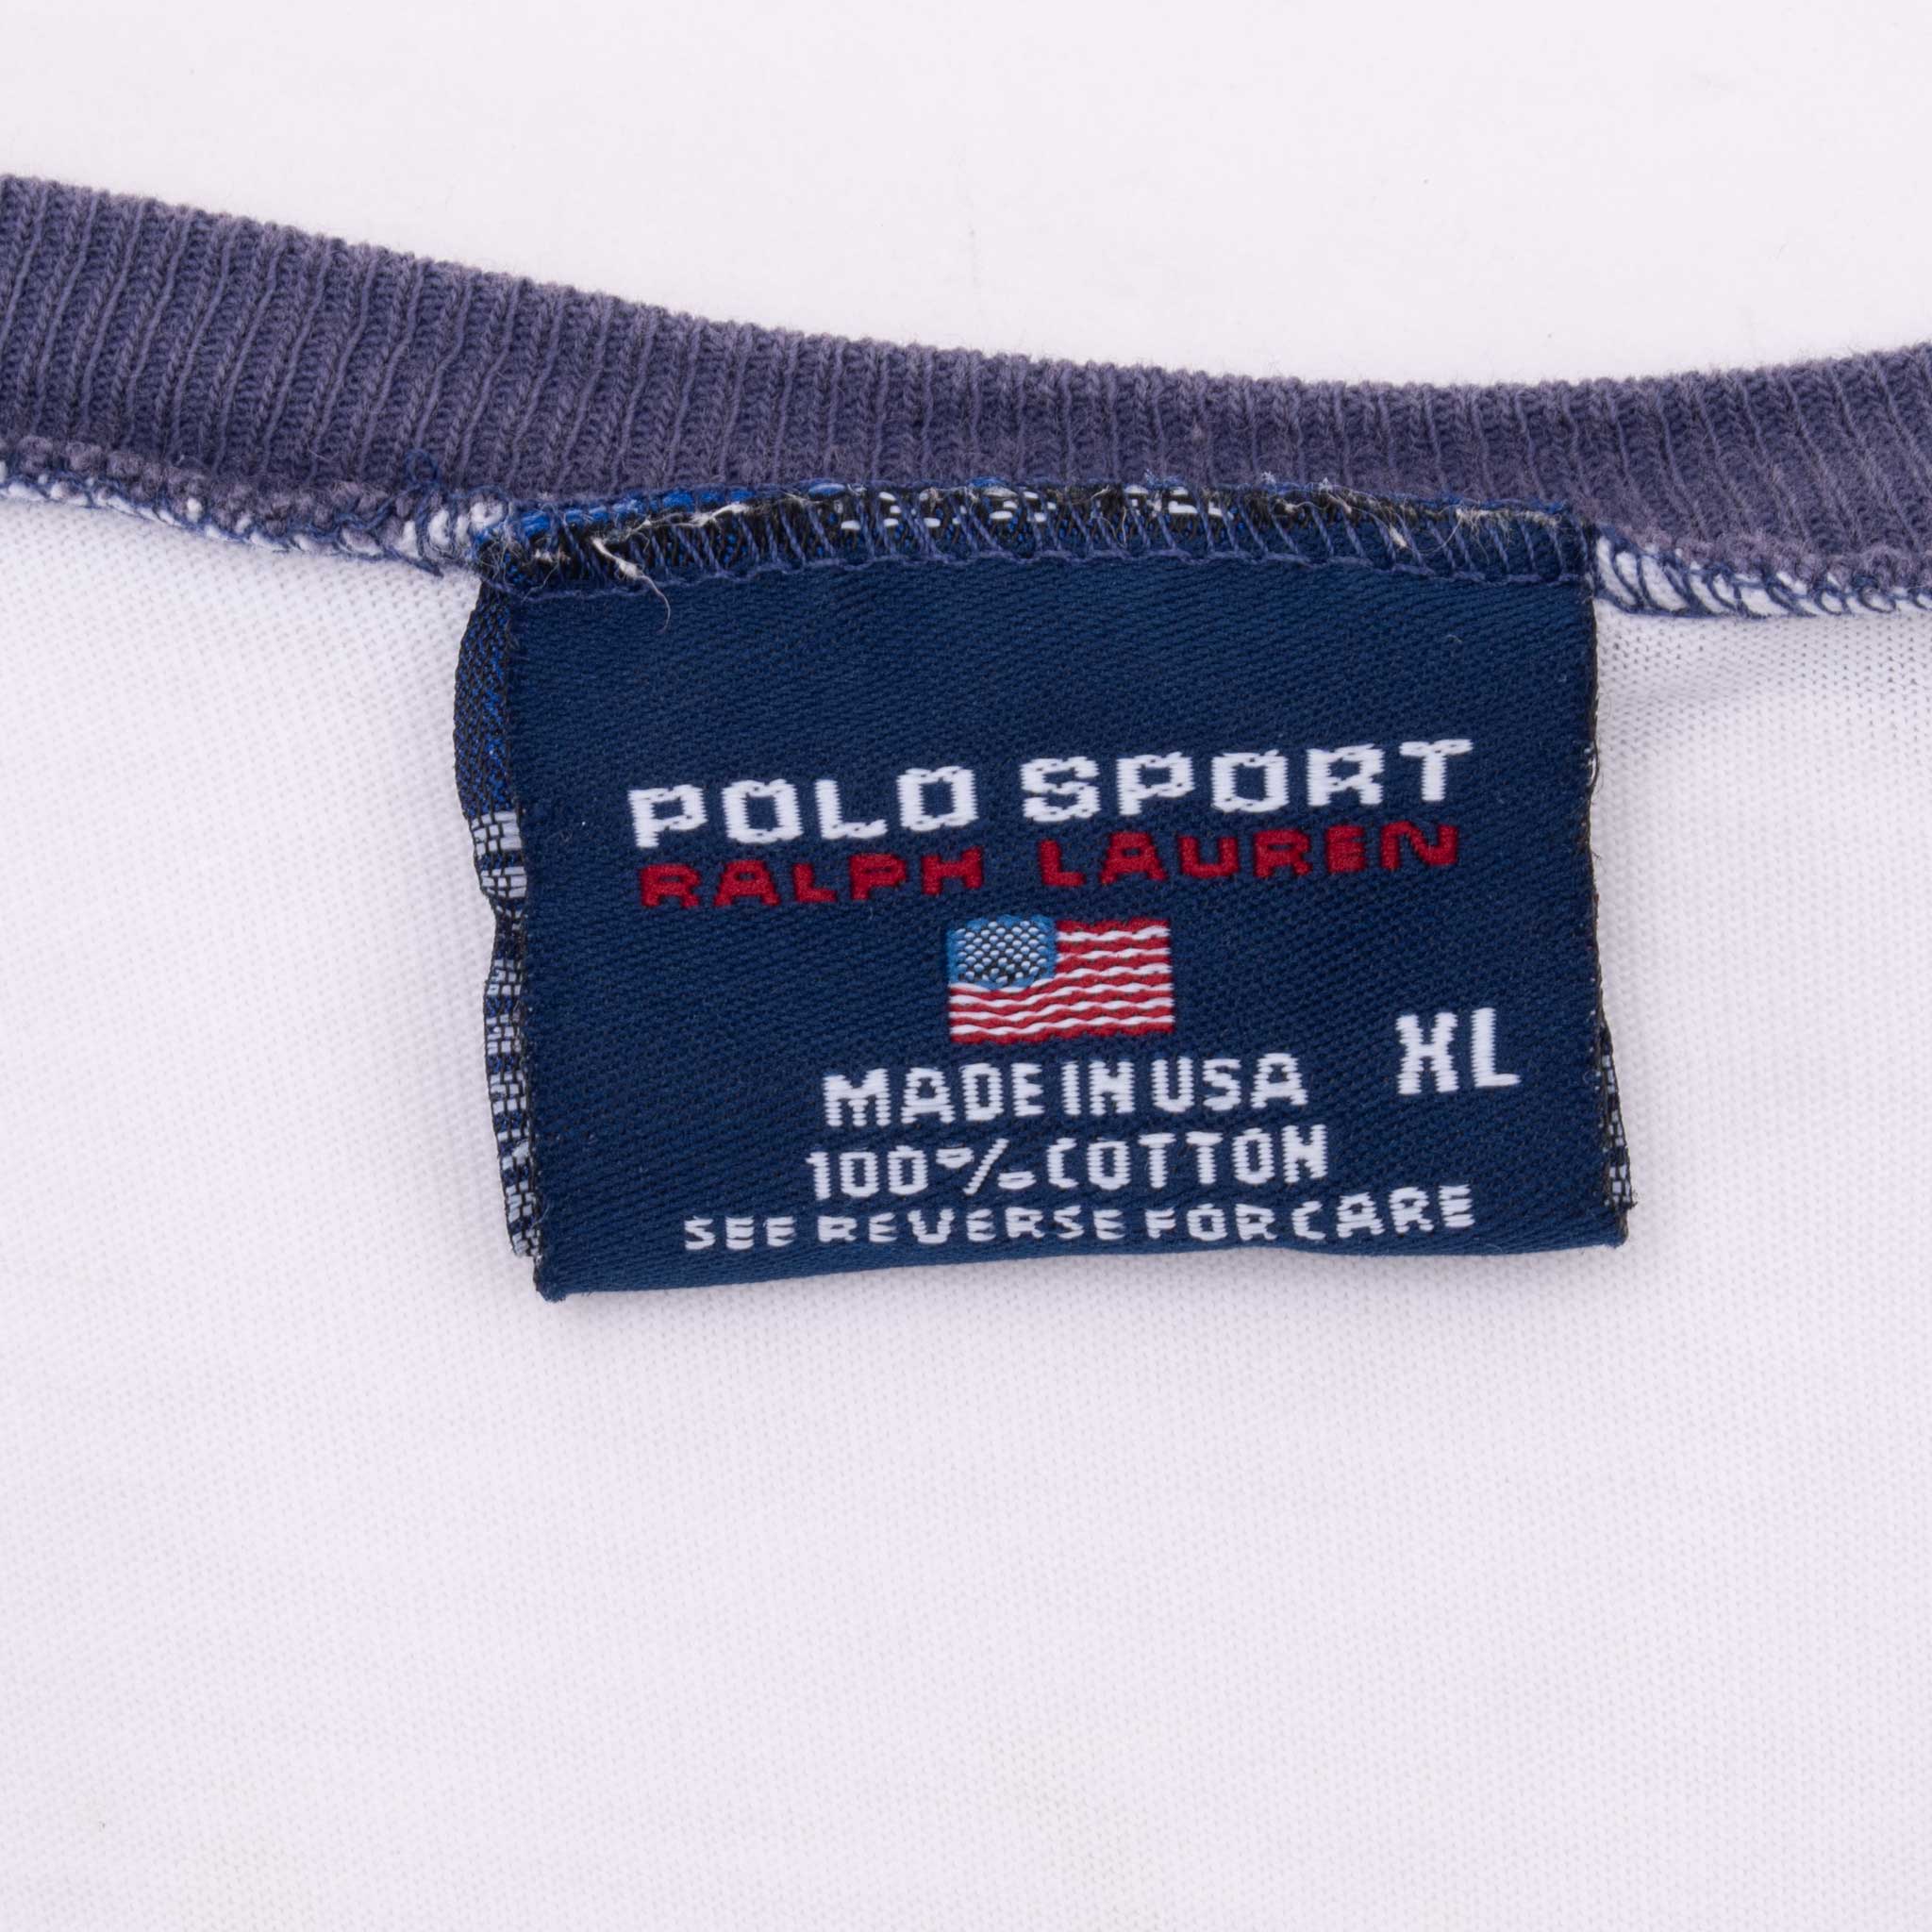 POLO SPORT
RALPH LAUREN
XL
MADE IN USA
100% COTTON
SEE REVERSE FOR CARE